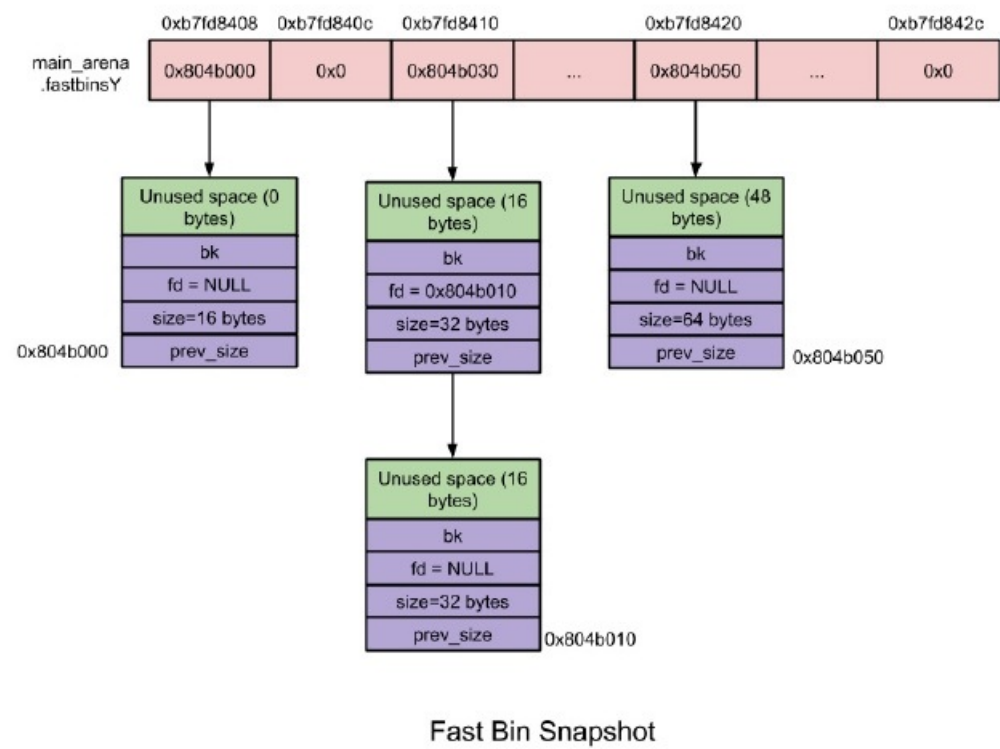 0xb7fd8408 0xb7fd840c 0xb7fd8410 0xb7fd8420 0xb7fd842c
main_arena
.fastbinsY
0x804b000 0x0 0x804b030 ... 0x804b050 ... 0x0
Unused space (0
bytes)
bk
fd = NULL
size=16 bytes
prev_size
0x804b000
Unused space (16
bytes)
bk
fd = 0x804b010
size=32 bytes
prev_size
Unused space (48
bytes)
bk
fd = NULL
size=64 bytes
prev_size
0x804b050
Unused space (16
bytes)
bk
fd = NULL
size=32 bytes
prev_size
0x804b010
Fast Bin Snapshot